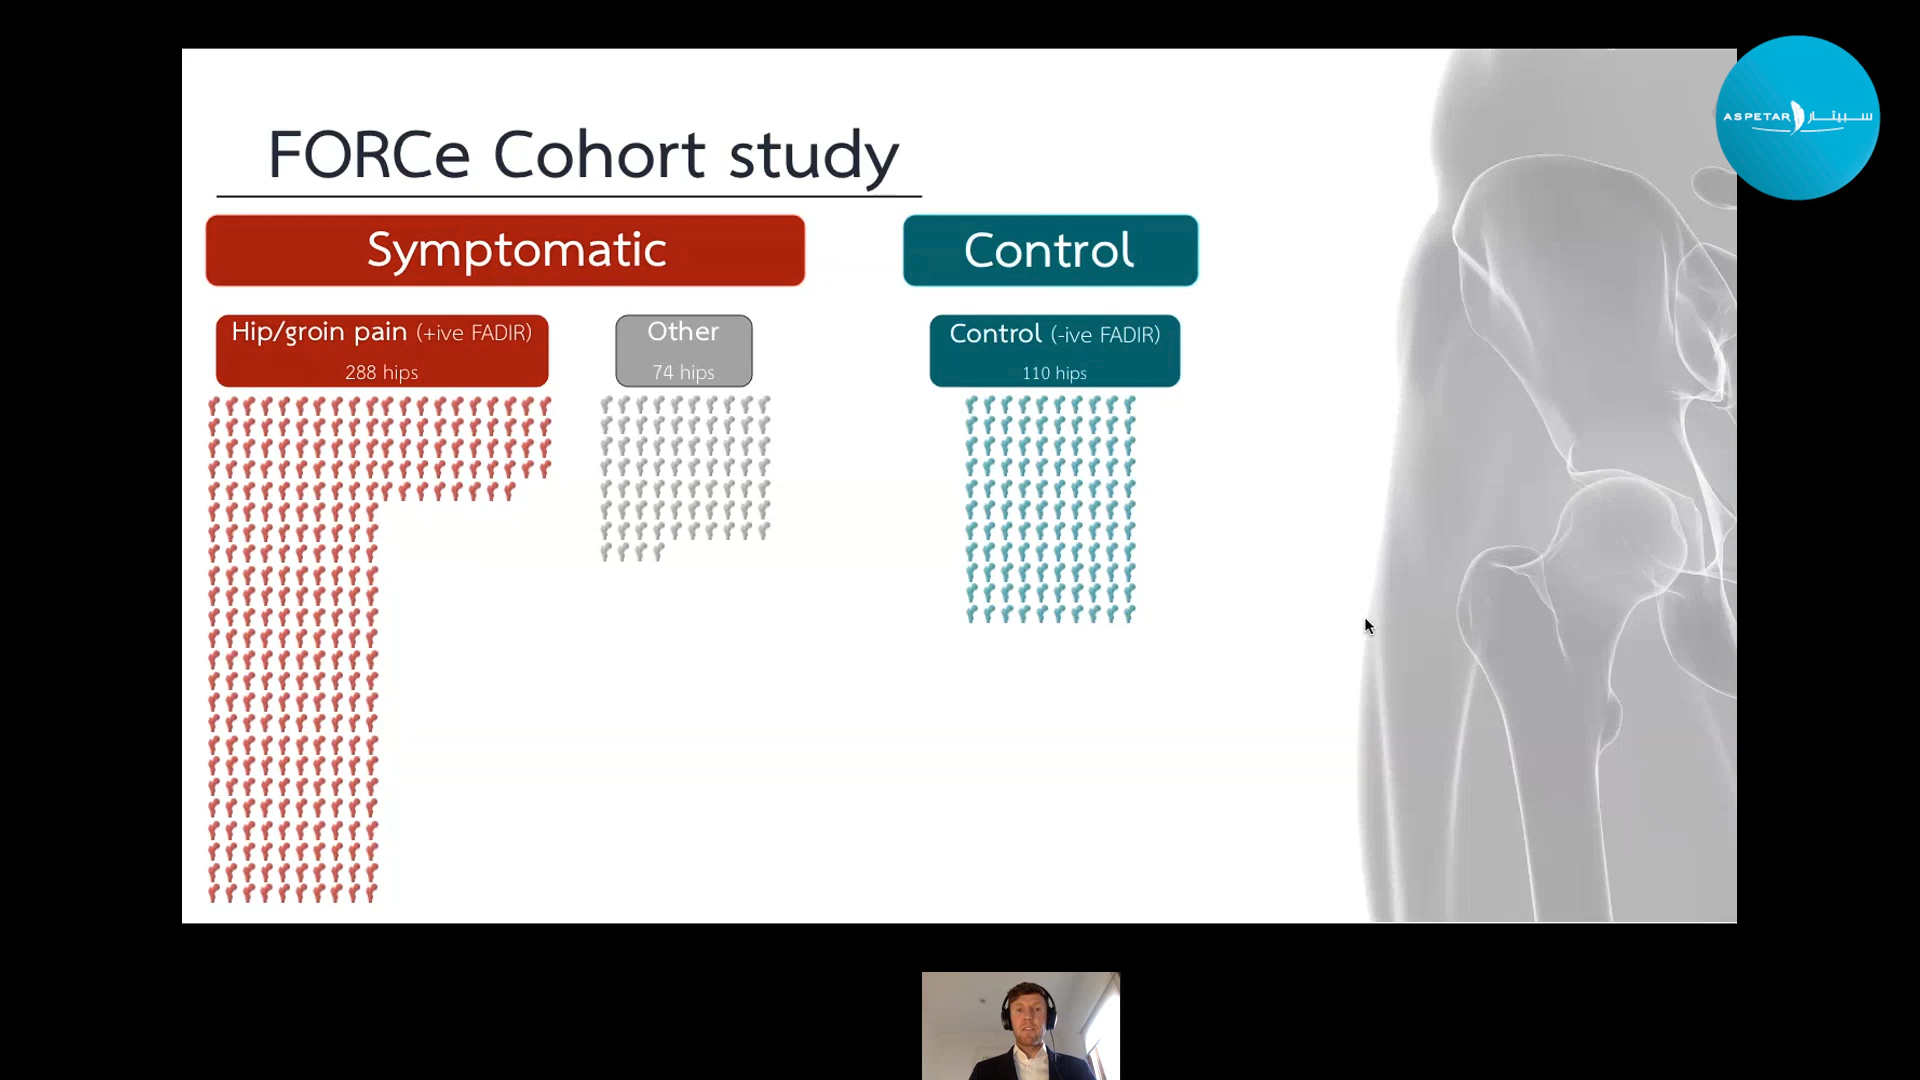 FORCe Cohort study
Symptomatic
Control
Hip/groin pain (+ive FADIR)
288 hips
Other
74 hips
Control (-ive FADIR)
110 hips
ASPETAR سبيتار